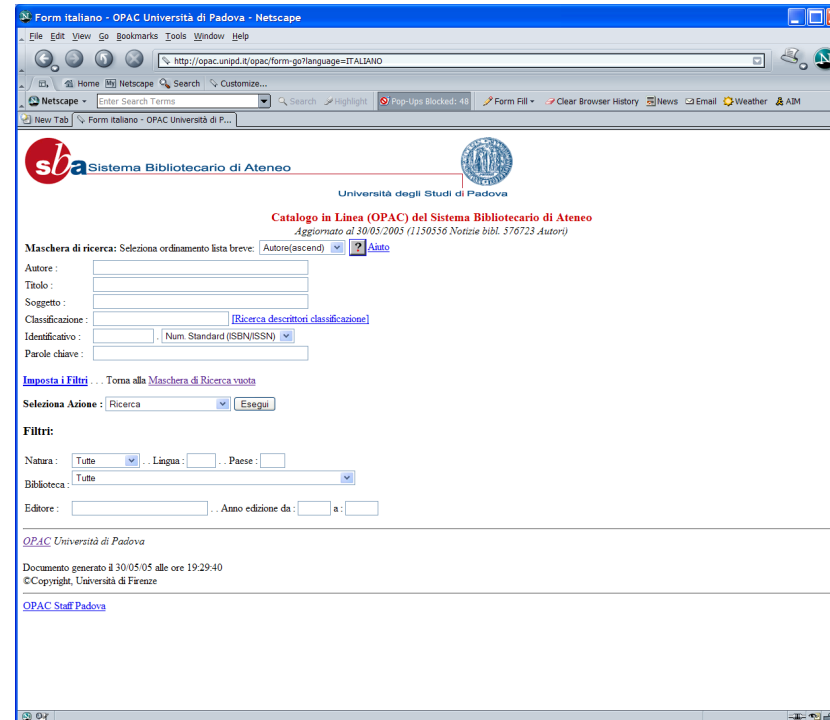 Form italiano - OPAC Università di Padova - Netscape
File Edit View Go Bookmarks Tools Window Help
http://opac.unipd.it/opac/form-go?language=ITALIANO
Home My Netscape Search Customize...
Netscape Enter Search Terms Search Highlight Pop-Ups Blocked: 48 Form Fill Clear Browser History News Email Weather AIM
New Tab Form italiano - OPAC Università di P...
sba Sistema Bibliotecario di Ateneo
Università degli Studi di Padova
Catalogo in Linea (OPAC) del Sistema Bibliotecario di Ateneo
Aggiornato al 30/05/2005 (1150556 Notizie bibl. 576723 Autori)
Maschera di ricerca: Seleziona ordinamento lista breve: Autore(ascend) ? Aiuto
Autore :
Titolo :
Soggetto :
Classificazione : [Ricerca descrittori classificazione]
Identificativo : . Num. Standard (ISBN/ISSN)
Parole chiave :
Imposta i Filtri . . . Torna alla Maschera di Ricerca vuota
Seleziona Azione : Ricerca Esegui
Filtri:
Natura : Tutte . . Lingua : . . Paese :
Biblioteca : Tutte
Editore : . . Anno edizione da : a :
OPAC Università di Padova
Documento generato il 30/05/05 alle ore 19:29:40
©Copyright, Università di Firenze
OPAC Staff Padova